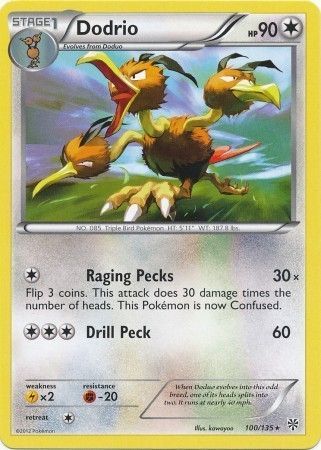 STAGE1
Dodrio
HP90
Evolves from Doduo
NO. 085 Triple Bird Pokémon HT: 5'11" WT: 187.8 lbs.
Raging Pecks 30×
Flip 3 coins. This attack does 30 damage times
the number of heads. This Pokémon is now Confused.
Drill Peck 60
weakness
×2
resistance
-20
retreat
When Doduo evolves into this odd
breed, one of its heads splits into
two. It runs at nearly 40 mph.
©2012 Pokémon
Illus. kawayoo
100/135★